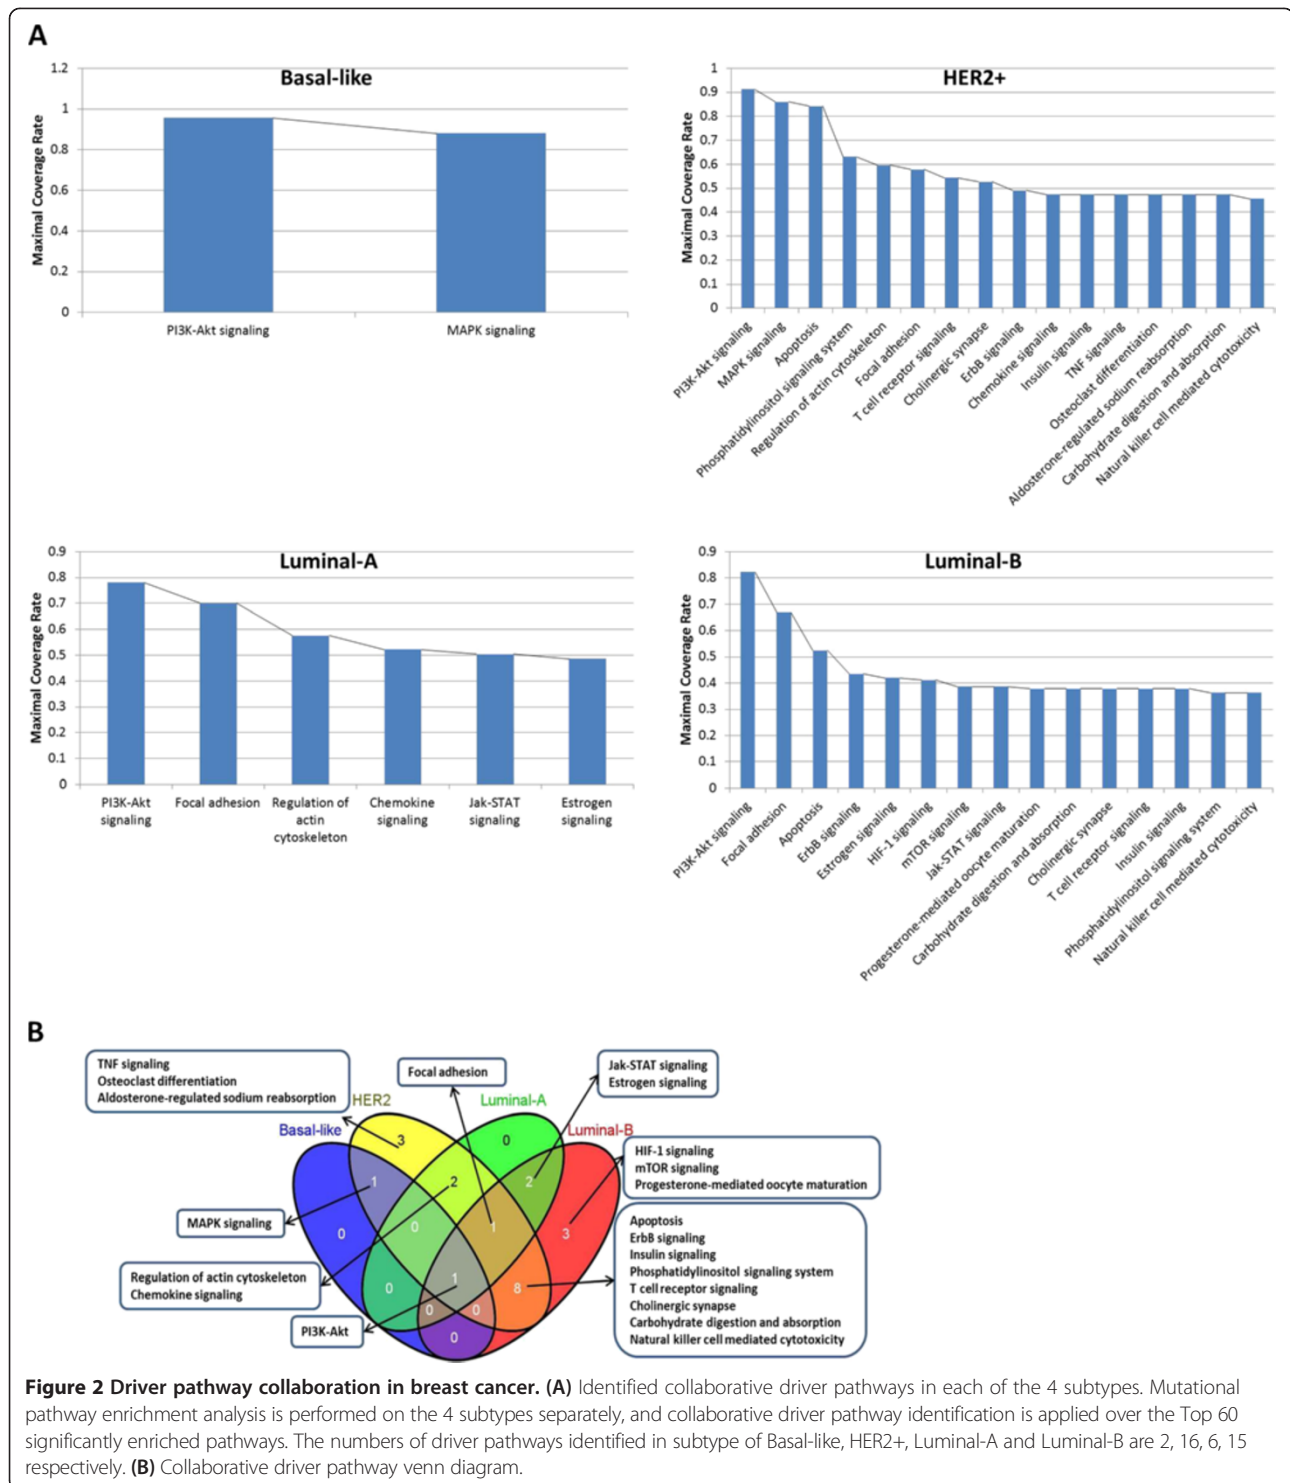 A
Basal-like
Maximal Coverage Rate
1.2
1
0.8
0.6
0.4
0.2
0
PI3K-Akt signaling
MAPK signaling
HER2+
Maximal Coverage Rate
1
0.9
0.8
0.7
0.6
0.5
0.4
0.3
0.2
0.1
0
PI3K-Akt signaling
MAPK signaling
Apoptosis
Phosphatidylinositol signaling system
Regulation of actin cytoskeleton
Focal adhesion
T cell receptor signaling
Cholinergic synapse
ErbB signaling
Chemokine signaling
Insulin signaling
TNF signaling
Osteoclast differentiation
Aldosterone-regulated sodium reabsorption
Carbohydrate digestion and absorption
Natural killer cell mediated cytotoxicity
Luminal-A
Maximal Coverage Rate
0.9
0.8
0.7
0.6
0.5
0.4
0.3
0.2
0.1
0
PI3K-Akt
signaling
Focal adhesion
Regulation of
actin
cytoskeleton
Chemokine
signaling
Jak-STAT
signaling
Estrogen
signaling
Luminal-B
Maximal Coverage Rate
0.9
0.8
0.7
0.6
0.5
0.4
0.3
0.2
0.1
0
PI3K-Akt signaling
Focal adhesion
Apoptosis
ErbB signaling
Estrogen signaling
HIF-1 signaling
mTOR signaling
Jak-STAT signaling
Progesterone-mediated oocyte maturation
Carbohydrate digestion and absorption
Cholinergic synapse
T cell receptor signaling
Insulin signaling
Phosphatidylinositol signaling system
Natural killer cell mediated cytotoxicity
B
TNF signaling
Osteoclast differentiation
Aldosterone-regulated sodium reabsorption
Focal adhesion
Jak-STAT signaling
Estrogen signaling
HER2
Luminal-A
Basal-like
Luminal-B
HIF-1 signaling
mTOR signaling
Progesterone-mediated oocyte maturation
MAPK signaling
Regulation of actin cytoskeleton
Chemokine signaling
PI3K-Akt
Apoptosis
ErbB signaling
Insulin signaling
Phosphatidylinositol signaling system
T cell receptor signaling
Cholinergic synapse
Carbohydrate digestion and absorption
Natural killer cell mediated cytotoxicity
3
0
1
2
2
0
0
1
3
0
1
8
0
0
0
Figure 2 Driver pathway collaboration in breast cancer. (A) Identified collaborative driver pathways in each of the 4 subtypes. Mutational
pathway enrichment analysis is performed on the 4 subtypes separately, and collaborative driver pathway identification is applied over the Top 60
significantly enriched pathways. The numbers of driver pathways identified in subtype of Basal-like, HER2+, Luminal-A and Luminal-B are 2, 16, 6, 15
respectively. (B) Collaborative driver pathway venn diagram.